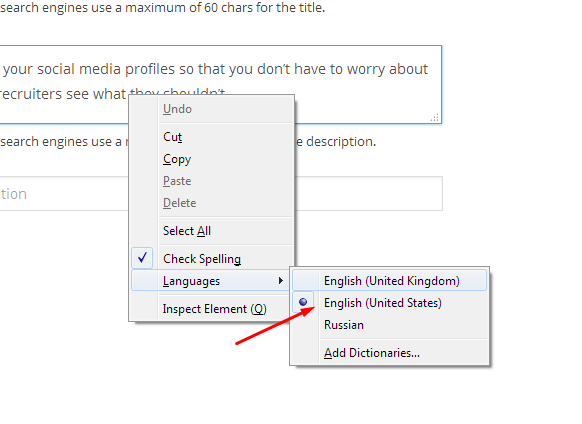 search engines use a maximum of 60 chars for the title.
your social media profiles so that you don't have to worry about
recruiters see what they shouldn't
Undo
search engines use a
e description.
Cut
Copy
Paste
tion
Delete
Select All
Check Spelling
Languages
English (United Kingdom)
English (United States)
Inspect Element (Q)
Russian
Add Dictionaries...